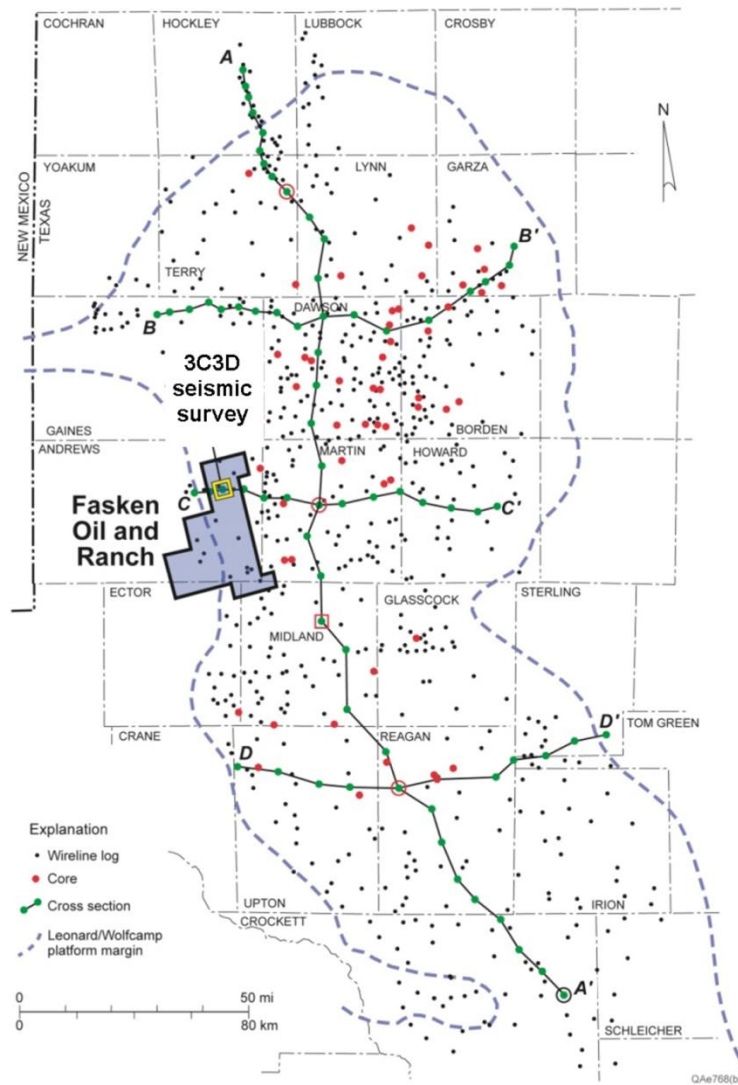 COCHRAN
HOCKLEY
LUBBOCK
CROSBY
A
N
YOAKUM
LYNN
GARZA
NEW MEXICO
TEXAS
B'
TERRY
DAWSON
B
3C3D
seismic
survey
GAINES
ANDREWS
BORDEN
MARTIN
HOWARD
C
C'
Fasken
Oil and
Ranch
ECTOR
GLASSCOCK
STERLING
MIDLAND
CRANE
REAGAN
D'
TOM GREEN
D
Explanation
Wireline log
Core
Cross section
Leonard/Wolfcamp
platform margin
UPTON
CROCKETT
IRION
A'
0 50 mi
0 80 km
SCHLEICHER
QAe768(b